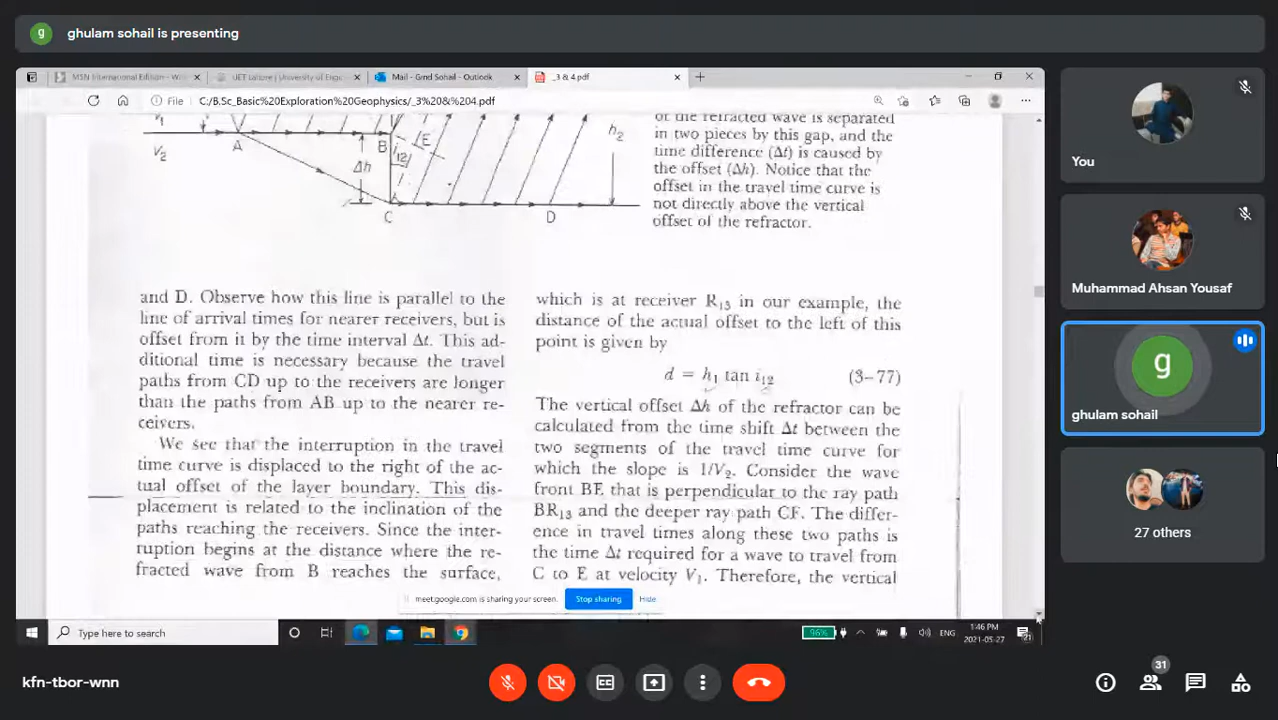 g
ghulam sohail is presenting
MSN International Edition - W
UET Lahore | University of Eng
Mail - Gmd Sohail - Outlook
_3 & 4.pdf
File
C:/B.Sc_Basic%20Exploration%20Geophysics/_3%20&%204.pdf
V1
V2
A
B
E
12
Δh
h2
C
D
of the refracted wave is separated
in two pieces by this gap, and the
time difference (Δt) is caused by
the offset (Δh). Notice that the
offset in the travel time curve is
not directly above the vertical
offset of the refractor.
and D. Observe how this line is parallel to the
line of arrival times for nearer receivers, but is
offset from it by the time interval Δt. This ad-
ditional time is necessary because the travel
paths from CD up to the receivers are longer
than the paths from AB up to the nearer re-
ceivers.
We see that the interruption in the travel
time curve is displaced to the right of the ac-
tual offset of the layer boundary. This dis-
placement is related to the inclination of the
paths reaching the receivers. Since the inter-
ruption begins at the distance where the re-
fracted wave from B reaches the surface,
which is at receiver R13 in our example, the
distance of the actual offset to the left of this
point is given by
d = h1 tan i12 (3-77)
The vertical offset Δh of the refractor can be
calculated from the time shift Δt between the
two segments of the travel time curve for
which the slope is 1/V2. Consider the wave
front BE that is perpendicular to the ray path
BR13 and the deeper ray path CF. The differ-
ence in travel times along these two paths is
the time Δt required for a wave to travel from
C to E at velocity V1. Therefore, the vertical
meet.google.com is sharing your screen.
Stop sharing
Hide
Type here to search
96%
ENG
1:46 PM
2021-05-27
21
You
Muhammad Ahsan Yousaf
g
ghulam sohail
27 others
kfn-tbor-wnn
31